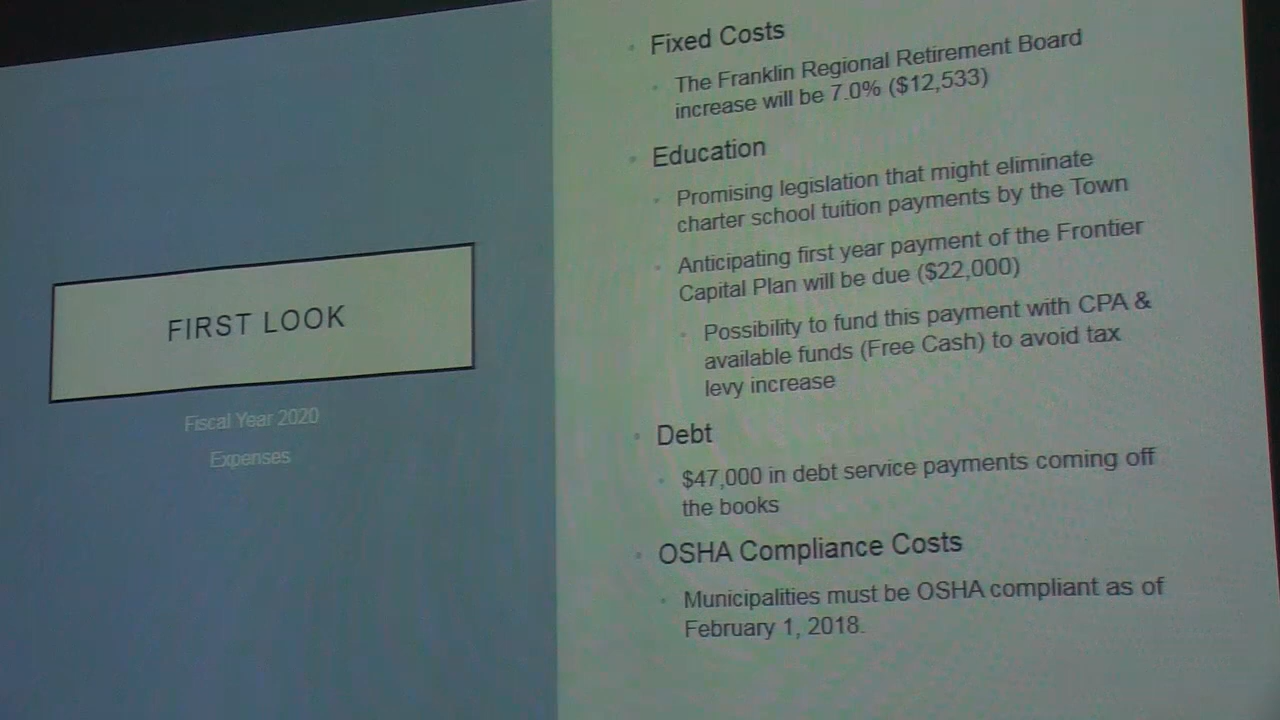 FIRST LOOK
Fiscal Year 2020
Expenses
Fixed Costs
The Franklin Regional Retirement Board
increase will be 7.0% ($12,533)
Education
Promising legislation that might eliminate
charter school tuition payments by the Town
Anticipating first year payment of the Frontier
Capital Plan will be due ($22,000)
Possibility to fund this payment with CPA &
available funds (Free Cash) to avoid tax
levy increase
Debt
$47,000 in debt service payments coming off
the books
OSHA Compliance Costs
Municipalities must be OSHA compliant as of
February 1, 2018.